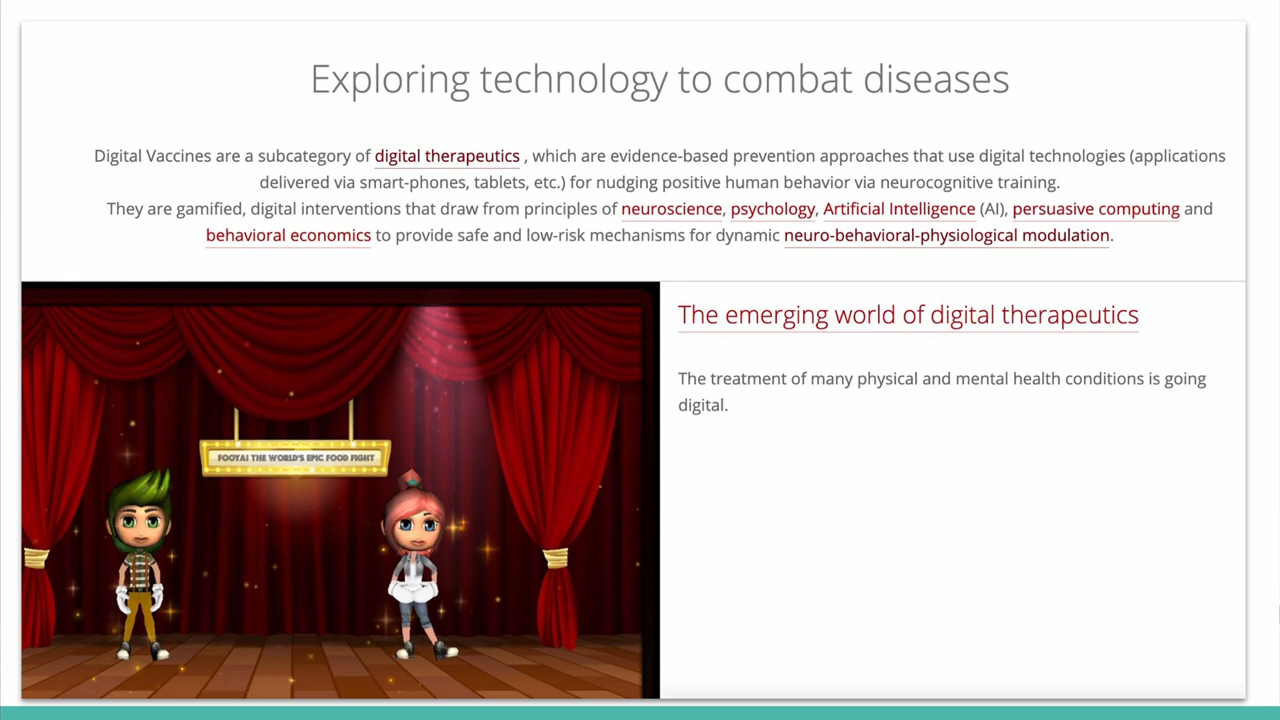 Exploring technology to combat diseases
Digital Vaccines are a subcategory of digital therapeutics , which are evidence-based prevention approaches that use digital technologies (applications
delivered via smart-phones, tablets, etc.) for nudging positive human behavior via neurocognitive training.
They are gamified, digital interventions that draw from principles of neuroscience, psychology, Artificial Intelligence (AI), persuasive computing and
behavioral economics to provide safe and low-risk mechanisms for dynamic neuro-behavioral-physiological modulation.
FOOYA! THE WORLD'S EPIC FOOD FIGHT
The emerging world of digital therapeutics
The treatment of many physical and mental health conditions is going
digital.